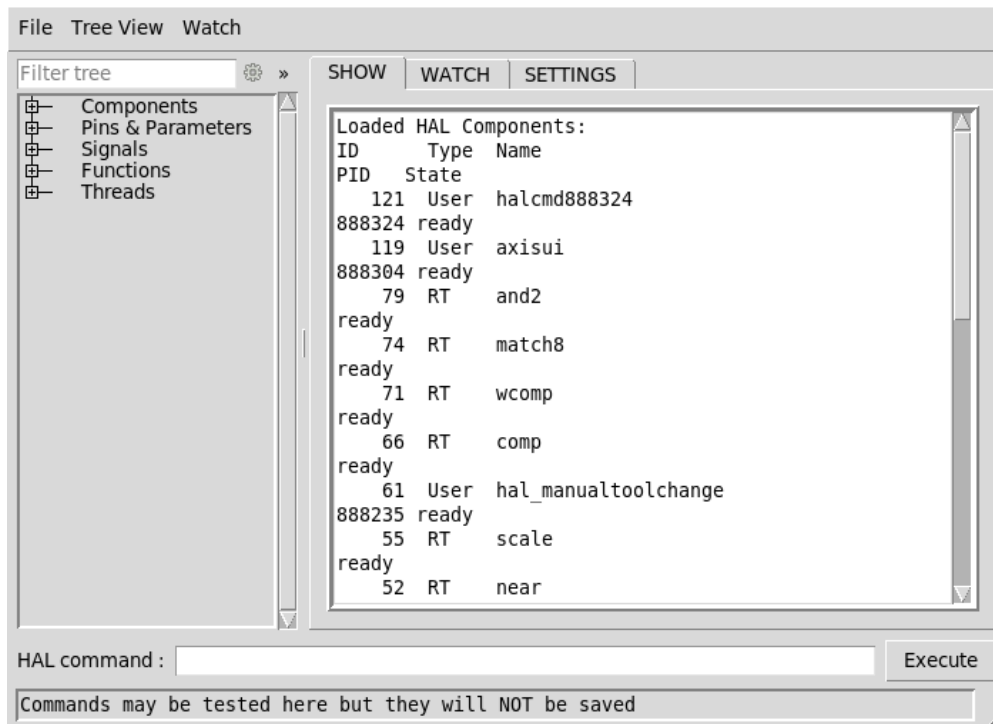 File Tree View Watch
Filter tree »
Components
Pins & Parameters
Signals
Functions
Threads
SHOW WATCH SETTINGS
Loaded HAL Components:
ID Type Name
PID State
121 User halcmd888324
888324 ready
119 User axisui
888304 ready
79 RT and2
ready
74 RT match8
ready
71 RT wcomp
ready
66 RT comp
ready
61 User hal_manualtoolchange
888235 ready
55 RT scale
ready
52 RT near
HAL command : Execute
Commands may be tested here but they will NOT be saved